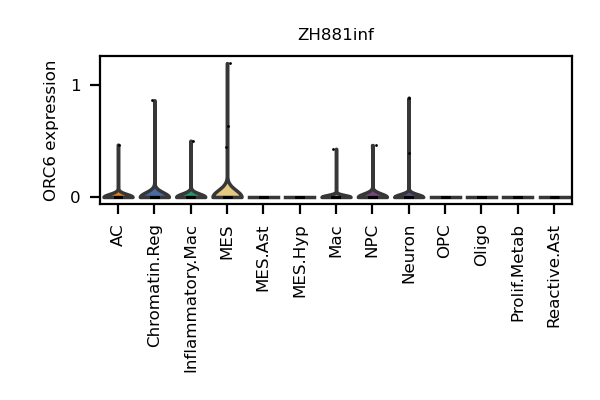 ZH881inf
ORC6 expression
1
0
AC
Chromatin.Reg
Inflammatory.Mac
MES
MES.Ast
MES.Hyp
Mac
NPC
Neuron
OPC
Oligo
Prolif.Metab
Reactive.Ast